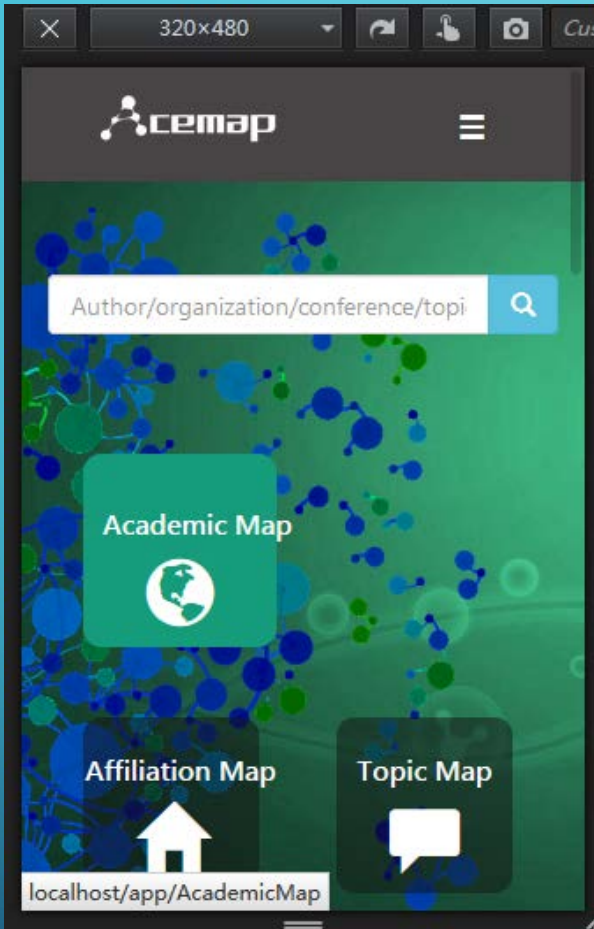 320×480
Cus
Acemap
Author/organization/conference/topi
Academic Map
Affiliation Map
Topic Map
localhost/app/AcademicMap